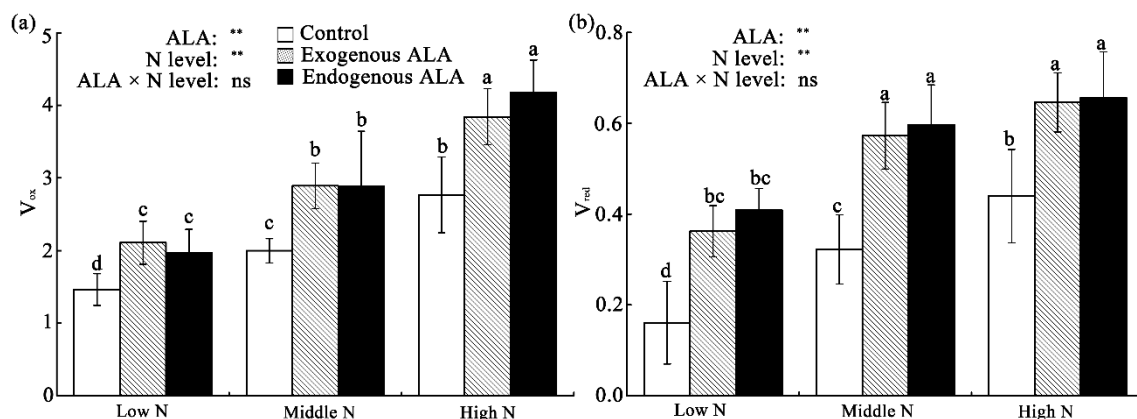 (a)
ALA: **
N level: **
ALA × N level: ns
Control
Exogenous ALA
Endogenous ALA
5
4
3
2
1
0
Vox
d
c
c
c
b
b
b
a
a
Low N
Middle N
High N
(b)
ALA: **
N level: **
ALA × N level: ns
0.8
0.6
0.4
0.2
0.0
Vred
d
bc
bc
c
a
a
b
a
a
Low N
Middle N
High N